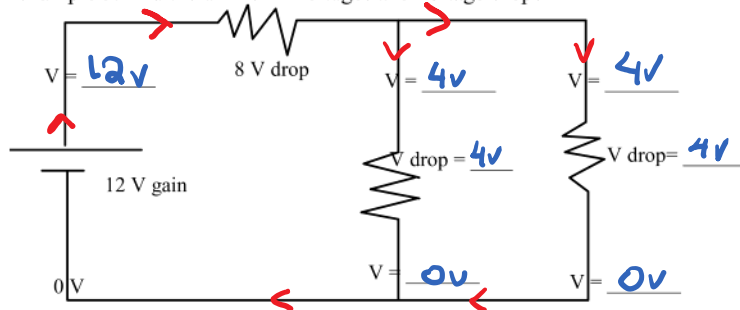 V = 12v
8 V drop
V = 4v
V = 4v
V drop = 4v
V drop= 4v
12 V gain
V = 0v
V = 0v
0 V